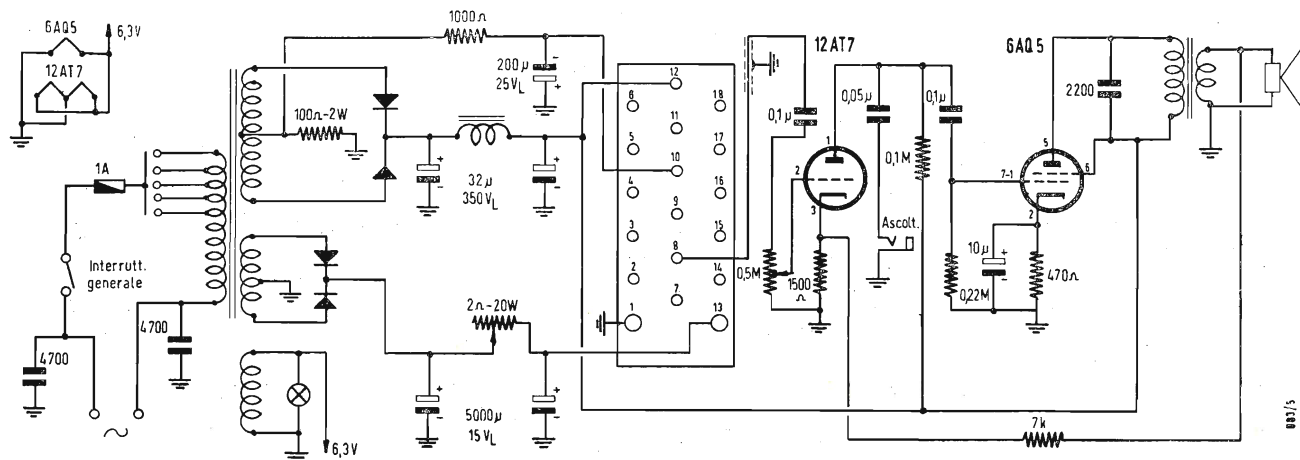 6AQ5
6,3V
12AT7
1A
Interrutt.
generale
4700
4700
1000Ω
200µ
25VL
100Ω-2W
32µ
350VL
2Ω-20W
5000µ
15VL
6,3V
12
6
18
11
5
17
10
4
16
9
3
15
8
2
14
7
1
13
12AT7
0,1µ
0,05µ
0,1µ
1
2
3
0,1M
0,5M
1500
Ω
Ascolt.
6AQ5
2200
5
6
7-1
2
10µ
470Ω
0,22M
7k